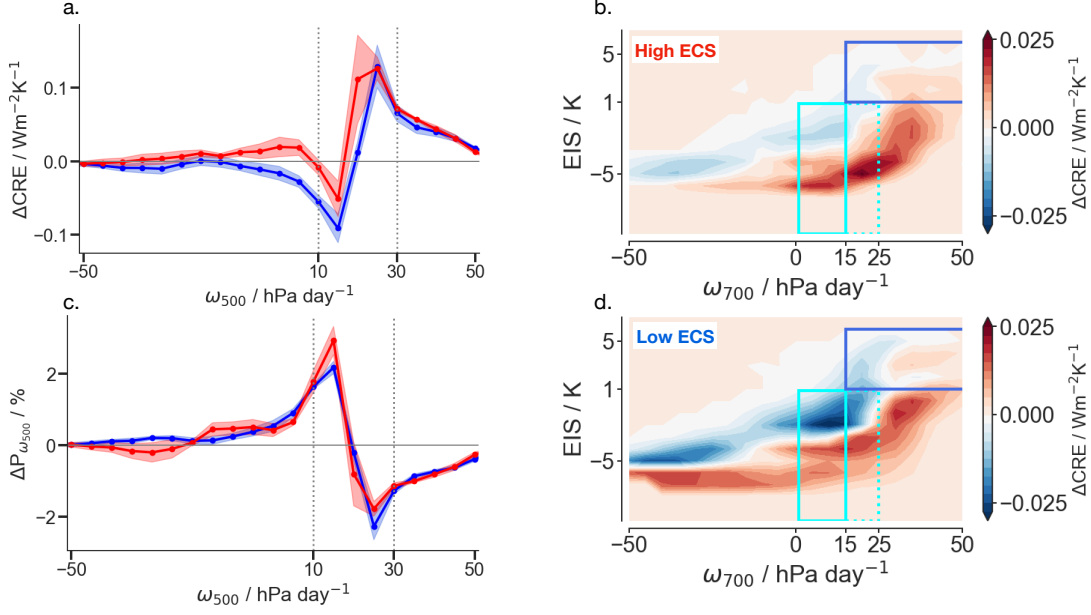 a.
ΔCRE / Wm⁻²K⁻¹
0.1
0.0
−0.1
−50
10
30
50
ω₅₀₀ / hPa day⁻¹
b.
High ECS
EIS / K
5
1
−5
−50
0
15
25
50
ω₇₀₀ / hPa day⁻¹
0.025
0.000
−0.025
ΔCRE / Wm⁻²K⁻¹
c.
ΔP_ω₅₀₀ / %
2
0
−2
−50
10
30
50
ω₅₀₀ / hPa day⁻¹
d.
Low ECS
EIS / K
5
1
−5
−50
0
15
25
50
ω₇₀₀ / hPa day⁻¹
0.025
0.000
−0.025
ΔCRE / Wm⁻²K⁻¹